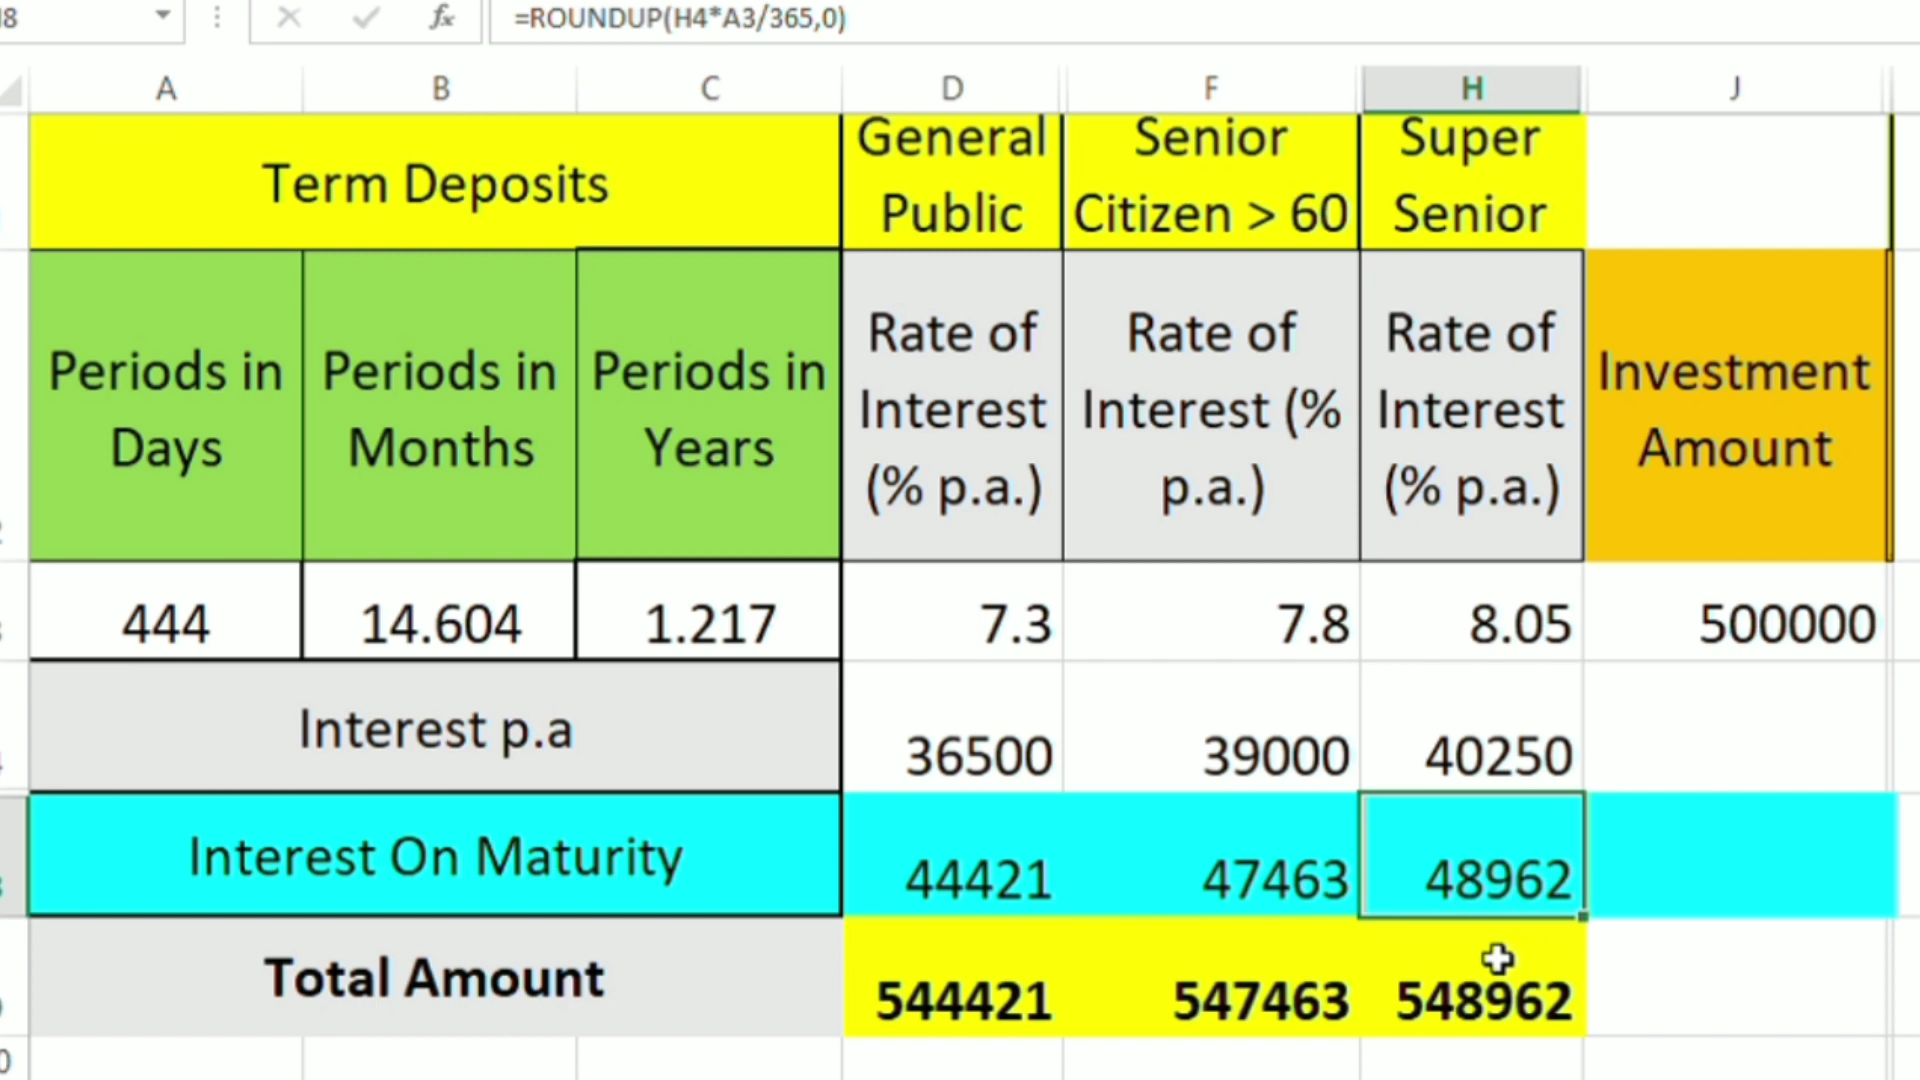 =ROUNDUP(H4*A3/365,0)
A B C D F H J
Term Deposits
General
Public
Senior
Citizen > 60
Super
Senior
Periods in
Days
Periods in
Months
Periods in
Years
Rate of
Interest
(% p.a.)
Rate of
Interest (%
p.a.)
Rate of
Interest
(% p.a.)
Investment
Amount
444 14.604 1.217 7.3 7.8 8.05 500000
Interest p.a 36500 39000 40250
Interest On Maturity 44421 47463 48962
Total Amount 544421 547463 548962